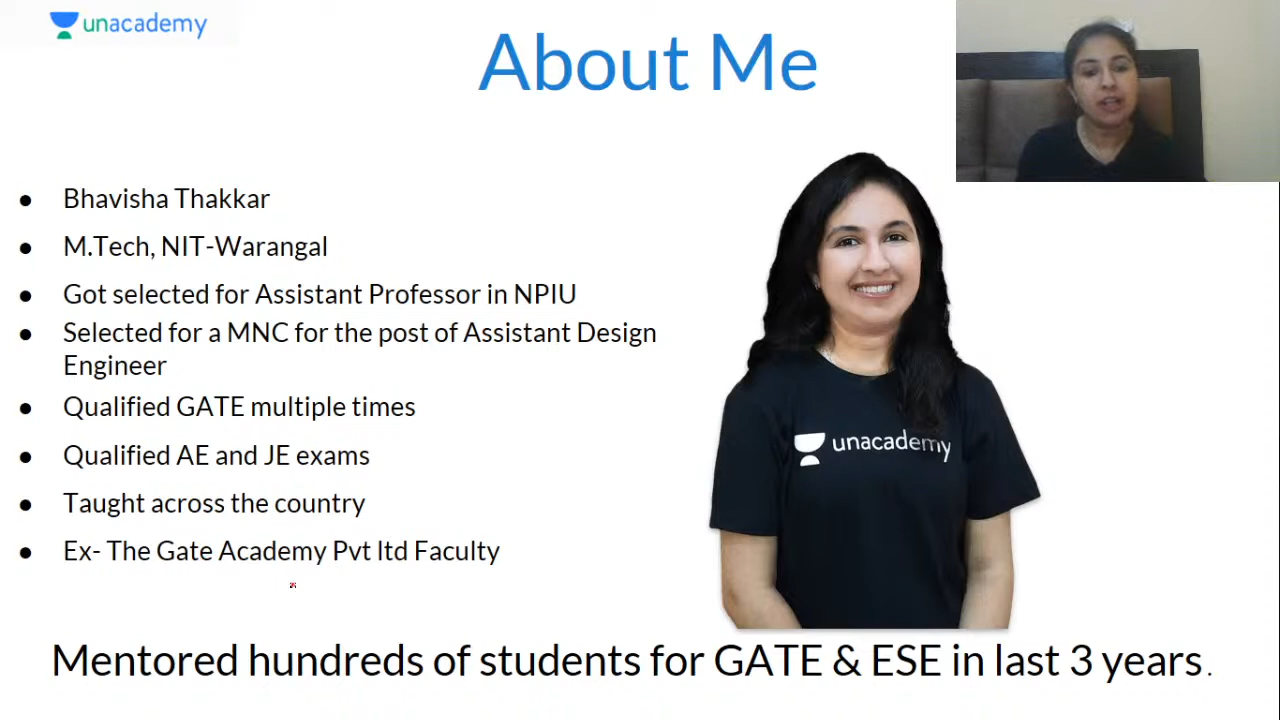 unacademy
About Me
● Bhavisha Thakkar
● M.Tech, NIT-Warangal
● Got selected for Assistant Professor in NPIU
● Selected for a MNC for the post of Assistant Design
Engineer
● Qualified GATE multiple times
● Qualified AE and JE exams
● Taught across the country
● Ex- The Gate Academy Pvt ltd Faculty
unacademy
Mentored hundreds of students for GATE & ESE in last 3 years.